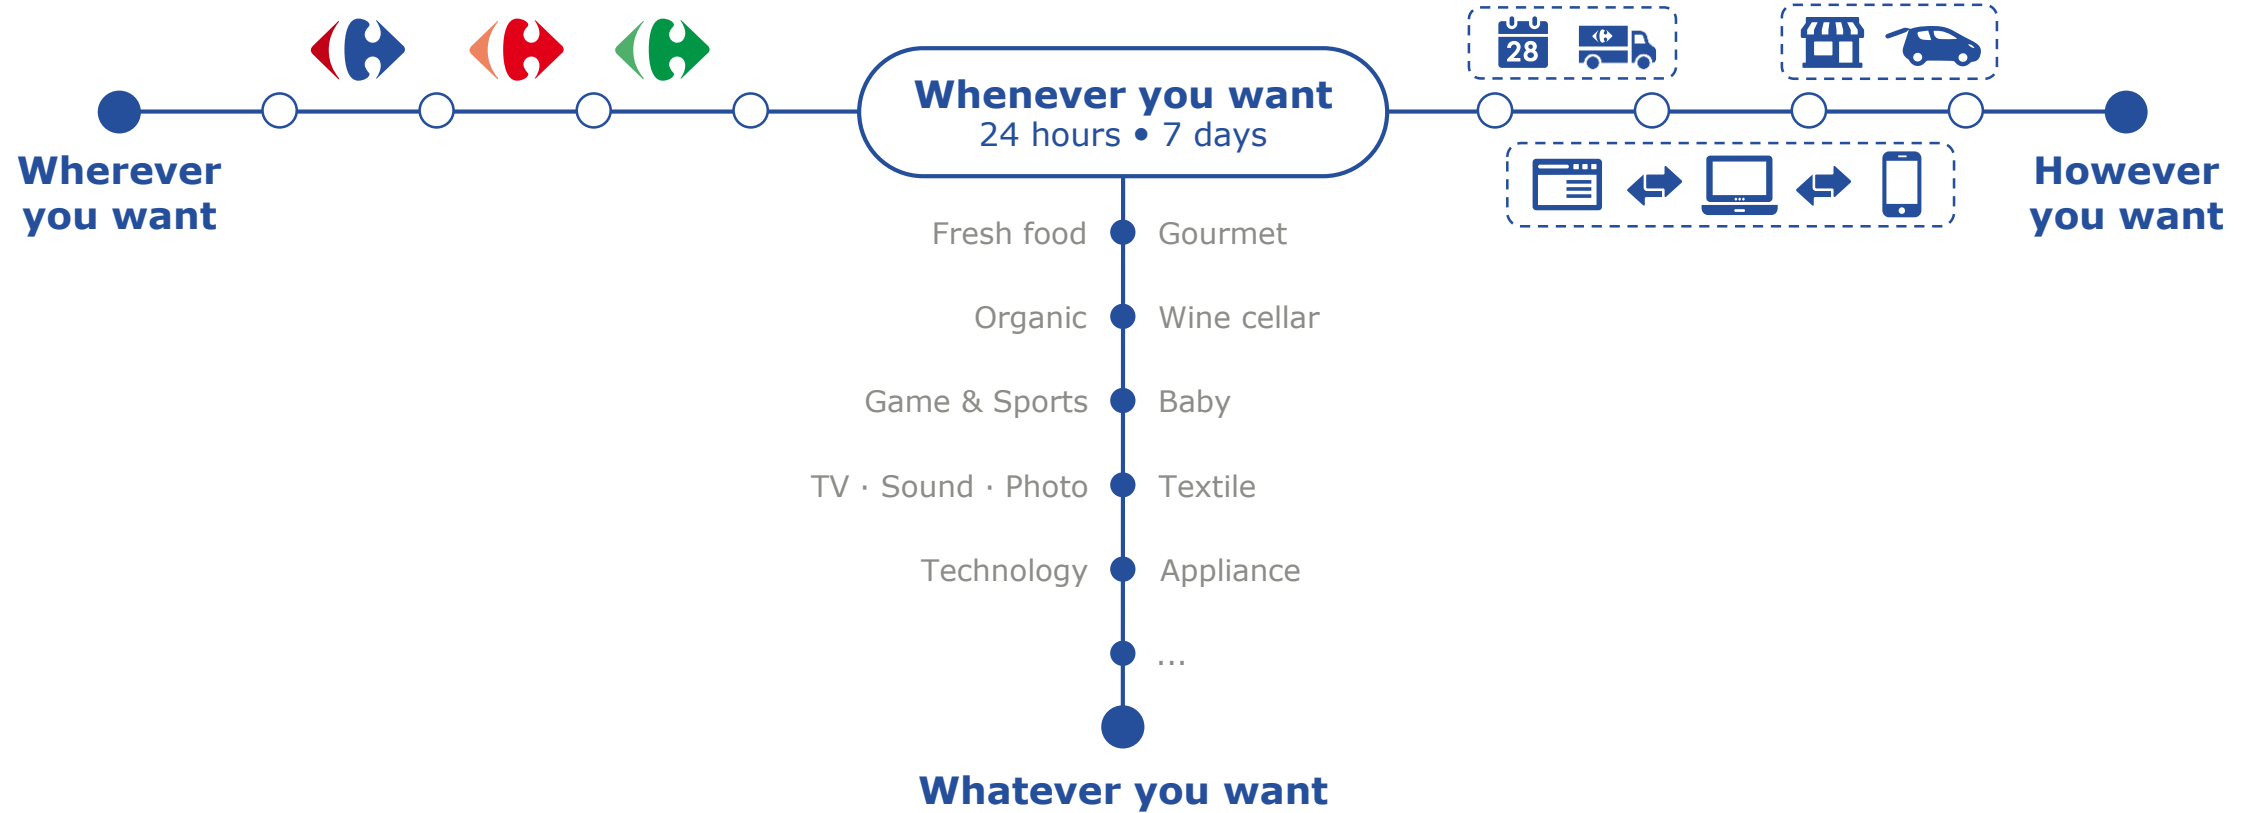 28
Whenever you want
24 hours • 7 days
Wherever
you want
However
you want
Fresh food
Gourmet
Organic
Wine cellar
Game & Sports
Baby
TV · Sound · Photo
Textile
Technology
Appliance
...
Whatever you want